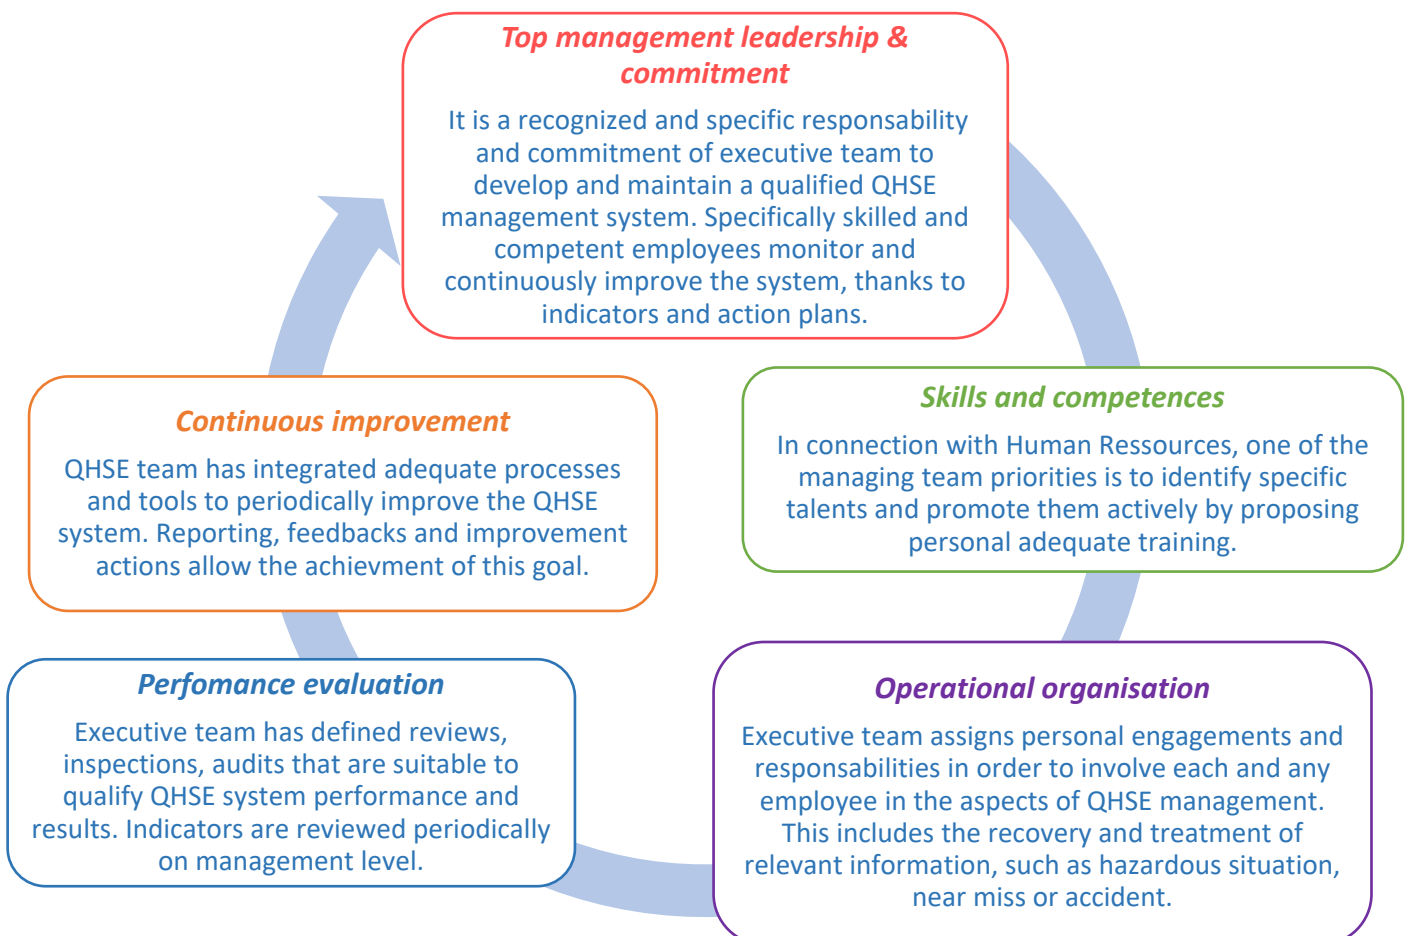 Top management leadership &
commitment
It is a recognized and specific responsability
and commitment of executive team to
develop and maintain a qualified QHSE
management system. Specifically skilled and
competent employees monitor and
continuously improve the system, thanks to
indicators and action plans.
Skills and competences
In connection with Human Ressources, one of the
managing team priorities is to identify specific
talents and promote them actively by proposing
personal adequate training.
Operational organisation
Executive team assigns personal engagements and
responsabilities in order to involve each and any
employee in the aspects of QHSE management.
This includes the recovery and treatment of
relevant information, such as hazardous situation,
near miss or accident.
Perfomance evaluation
Executive team has defined reviews,
inspections, audits that are suitable to
qualify QHSE system performance and
results. Indicators are reviewed periodically
on management level.
Continuous improvement
QHSE team has integrated adequate processes
and tools to periodically improve the QHSE
system. Reporting, feedbacks and improvement
actions allow the achievment of this goal.